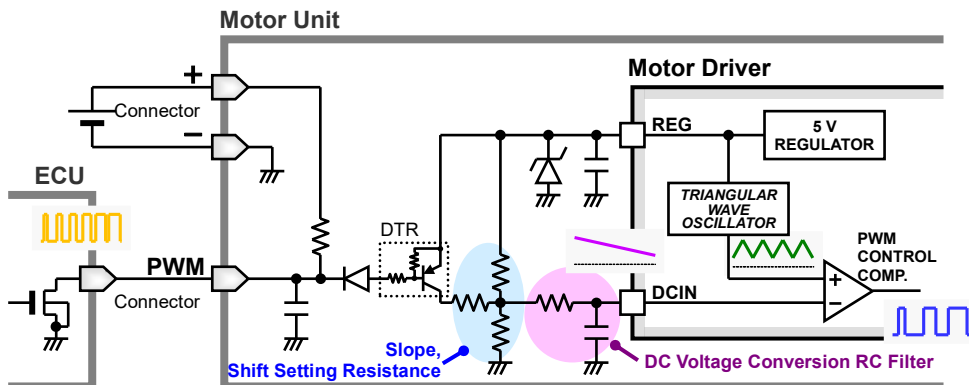 Motor Unit
+
Connector
−
Motor Driver
REG
5 V
REGULATOR
ECU
TRIANGULAR
WAVE
OSCILLATOR
DTR
PWM
Connector
PWM
CONTROL
COMP.
+
−
DCIN
Slope,
Shift Setting Resistance
DC Voltage Conversion RC Filter